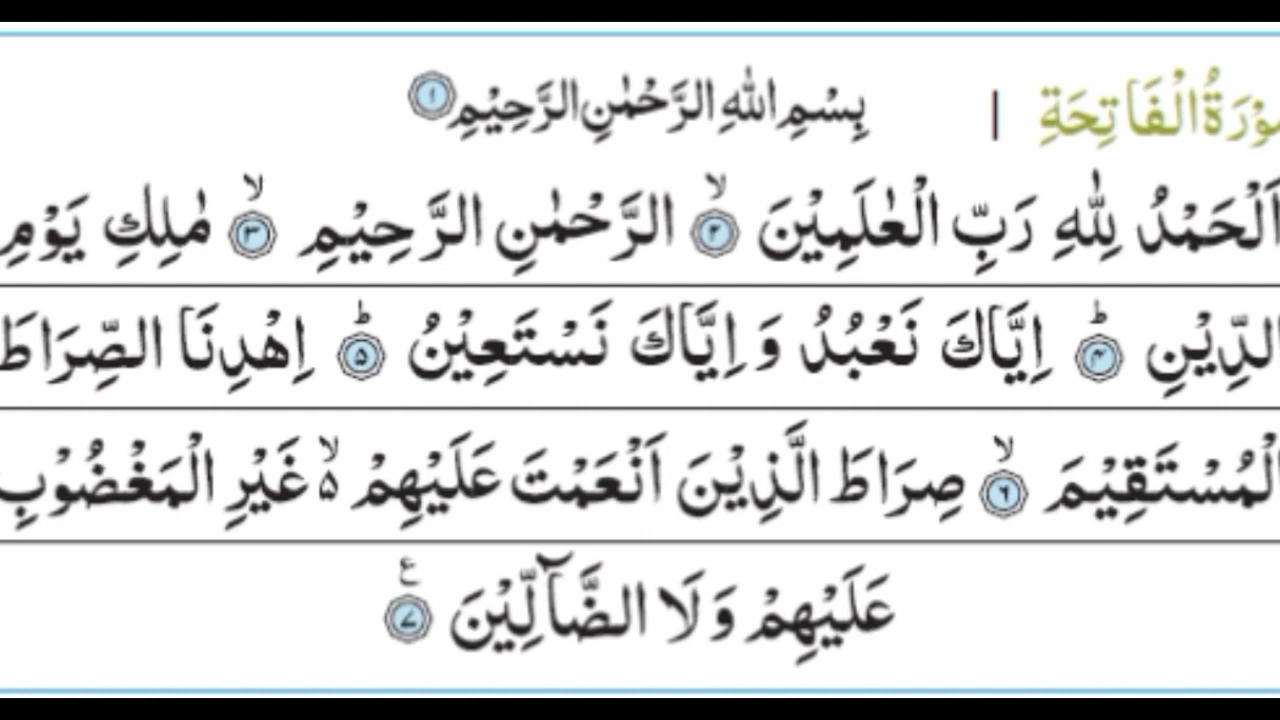 سُوْرَةُ الْفَاتِحَةِ | بِسْمِ اللّٰهِ الرَّحْمٰنِ الرَّحِيْمِ ۱
اَلْحَمْدُ لِلّٰهِ رَبِّ الْعٰلَمِيْنَ ۙ ۲ الرَّحْمٰنِ الرَّحِيْمِ ۙ ۳ مٰلِكِ يَوْمِ
الدِّيْنِ ؕ ۴ اِيَّاكَ نَعْبُدُ وَ اِيَّاكَ نَسْتَعِيْنُ ؕ ۵ اِهْدِنَا الصِّرَاطَ
الْمُسْتَقِيْمَ ۙ ۶ صِرَاطَ الَّذِيْنَ اَنْعَمْتَ عَلَيْهِمْ ۙ۵ غَيْرِ الْمَغْضُوْبِ
عَلَيْهِمْ وَ لَا الضَّآلِّيْنَ ع ۷